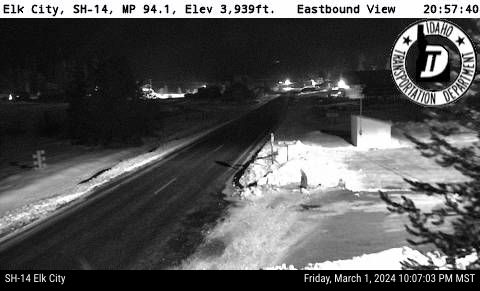 Elk City, SH-14, MP 94.1, Elev 3,939ft. Eastbound View 20:57:40
IDAHO
TRANSPORTATION DEPARTMENT
SH-14 Elk City Friday, March 1, 2024 10:07:03 PM MST